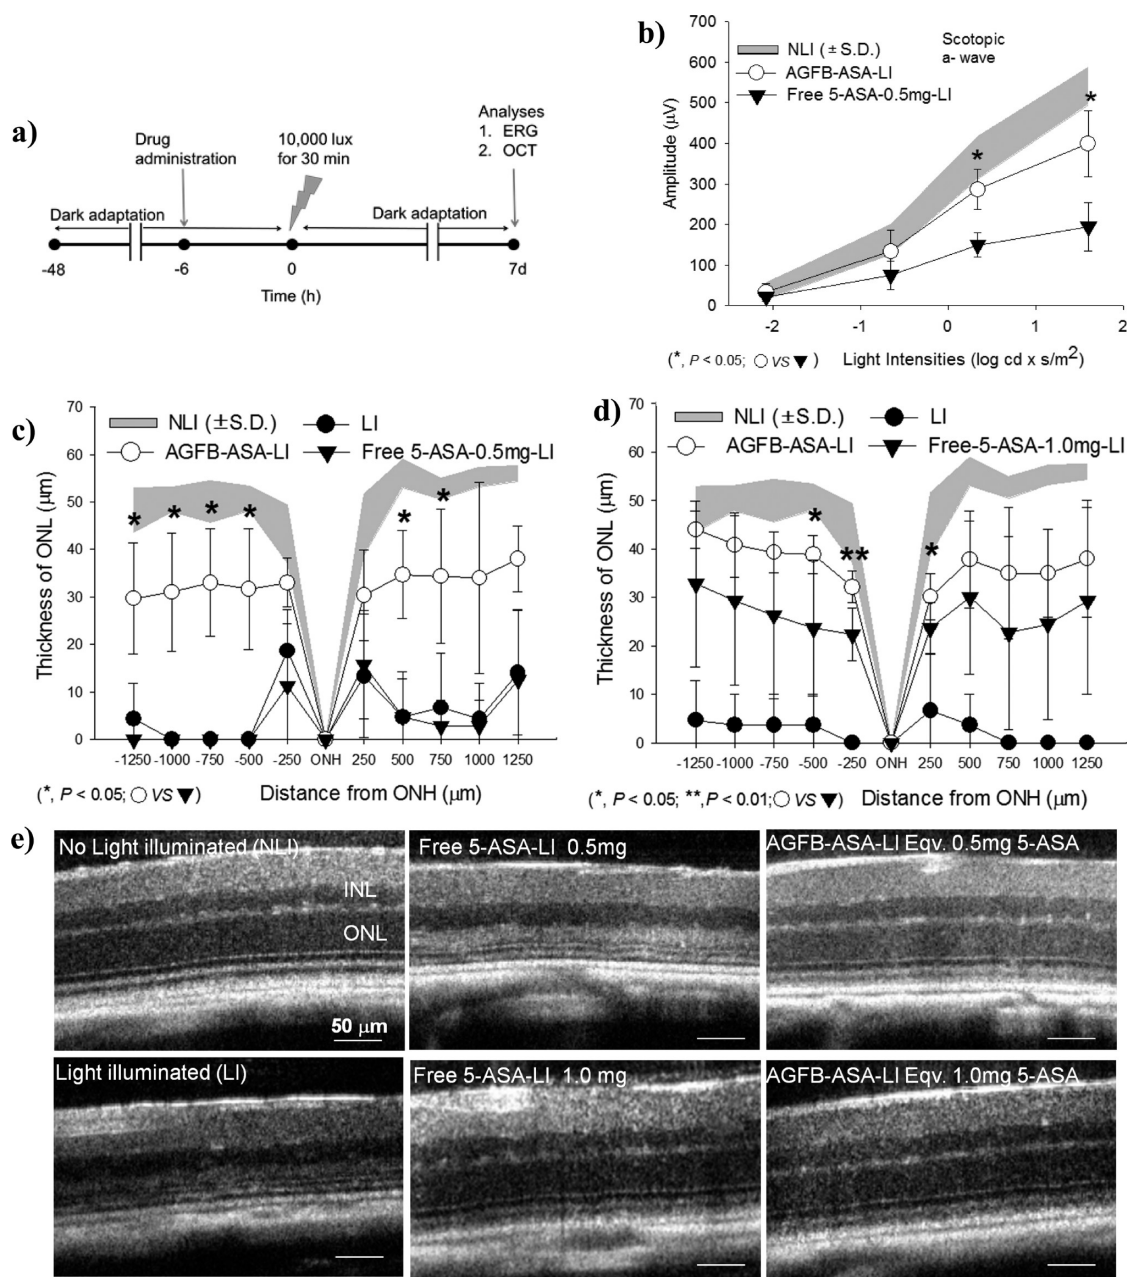 a)
Drug
administration
10,000 lux
for 30 min
Analyses
1. ERG
2. OCT
Dark adaptation
Dark adaptation
-48
-6
0
7d
Time (h)
b)
700
600
500
400
300
200
100
0
Amplitude (µV)
NLI (±S.D.)
AGFB-ASA-LI
Free 5-ASA-0.5mg-LI
Scotopic
a- wave
*
*
-2
-1
0
1
2
(*, P < 0.05; ○ VS ▼) Light Intensities (log cd x s/m²)
c)
70
60
50
40
30
20
10
0
Thickness of ONL (µm)
NLI (±S.D.)
LI
AGFB-ASA-LI
Free 5-ASA-0.5mg-LI
* * * * * *
-1250 -1000 -750 -500 -250 ONH 250 500 750 1000 1250
(*, P < 0.05; ○ VS ▼) Distance from ONH (µm)
d)
70
60
50
40
30
20
10
0
Thickness of ONL (µm)
NLI (±S.D.)
LI
AGFB-ASA-LI
Free-5-ASA-1.0mg-LI
* ** *
-1250 -1000 -750 -500 -250 ONH 250 500 750 1000 1250
(*, P < 0.05; **,P < 0.01;○ VS ▼) Distance from ONH (µm)
e)
No Light illuminated (NLI)
INL
ONL
50 µm
Free 5-ASA-LI 0.5mg
AGFB-ASA-LI Eqv. 0.5mg 5-ASA
Light illuminated (LI)
Free 5-ASA-LI 1.0 mg
AGFB-ASA-LI Eqv. 1.0mg 5-ASA